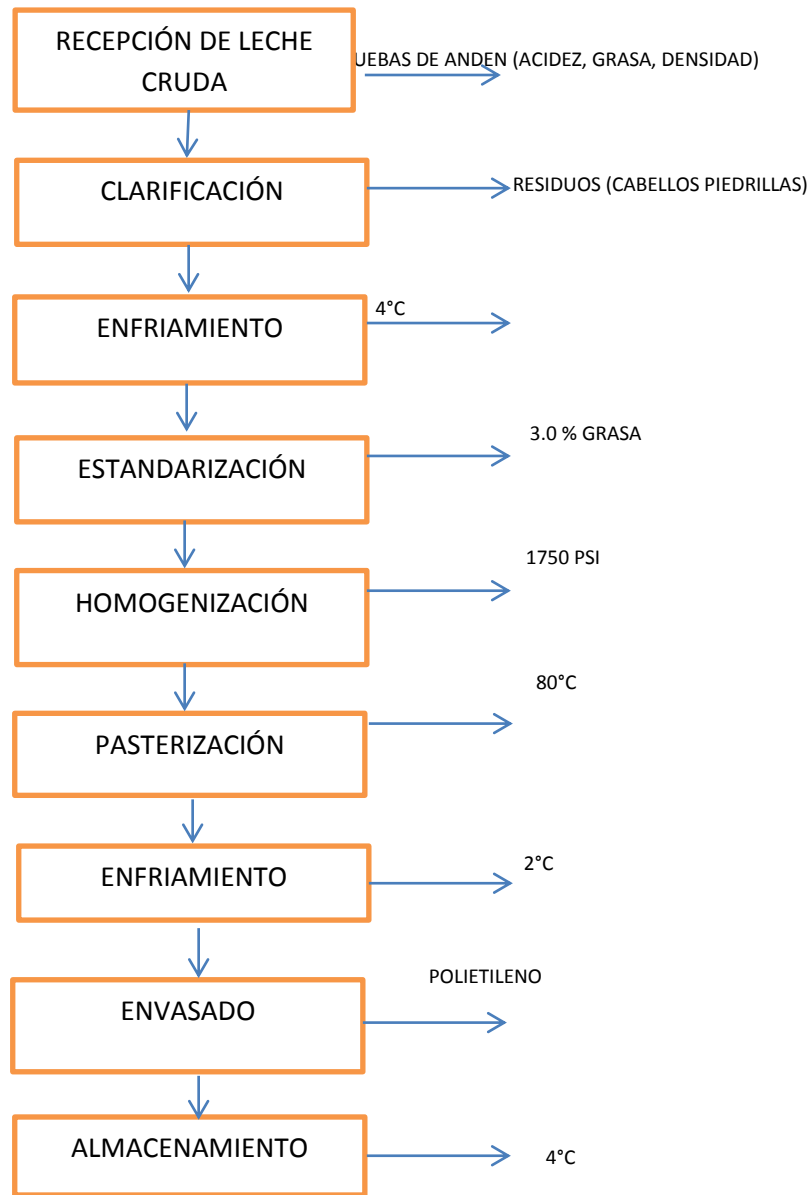 RECEPCIÓN DE LECHE
CRUDA
UEBAS DE ANDEN (ACIDEZ, GRASA, DENSIDAD)
CLARIFICACIÓN
RESIDUOS (CABELLOS PIEDRILLAS)
ENFRIAMIENTO
4°C
ESTANDARIZACIÓN
3.0 % GRASA
HOMOGENIZACIÓN
1750 PSI
PASTERIZACIÓN
80°C
ENFRIAMIENTO
2°C
ENVASADO
POLIETILENO
ALMACENAMIENTO
4°C